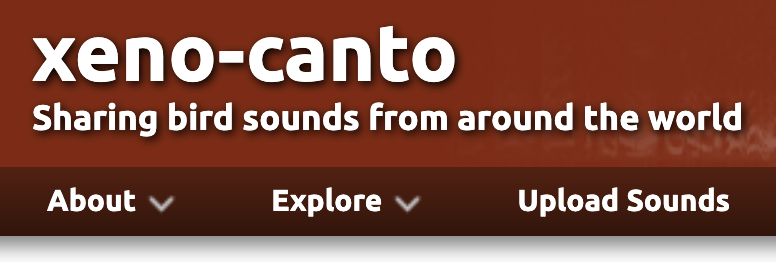 xeno-canto
Sharing bird sounds from around the world
About Explore Upload Sounds